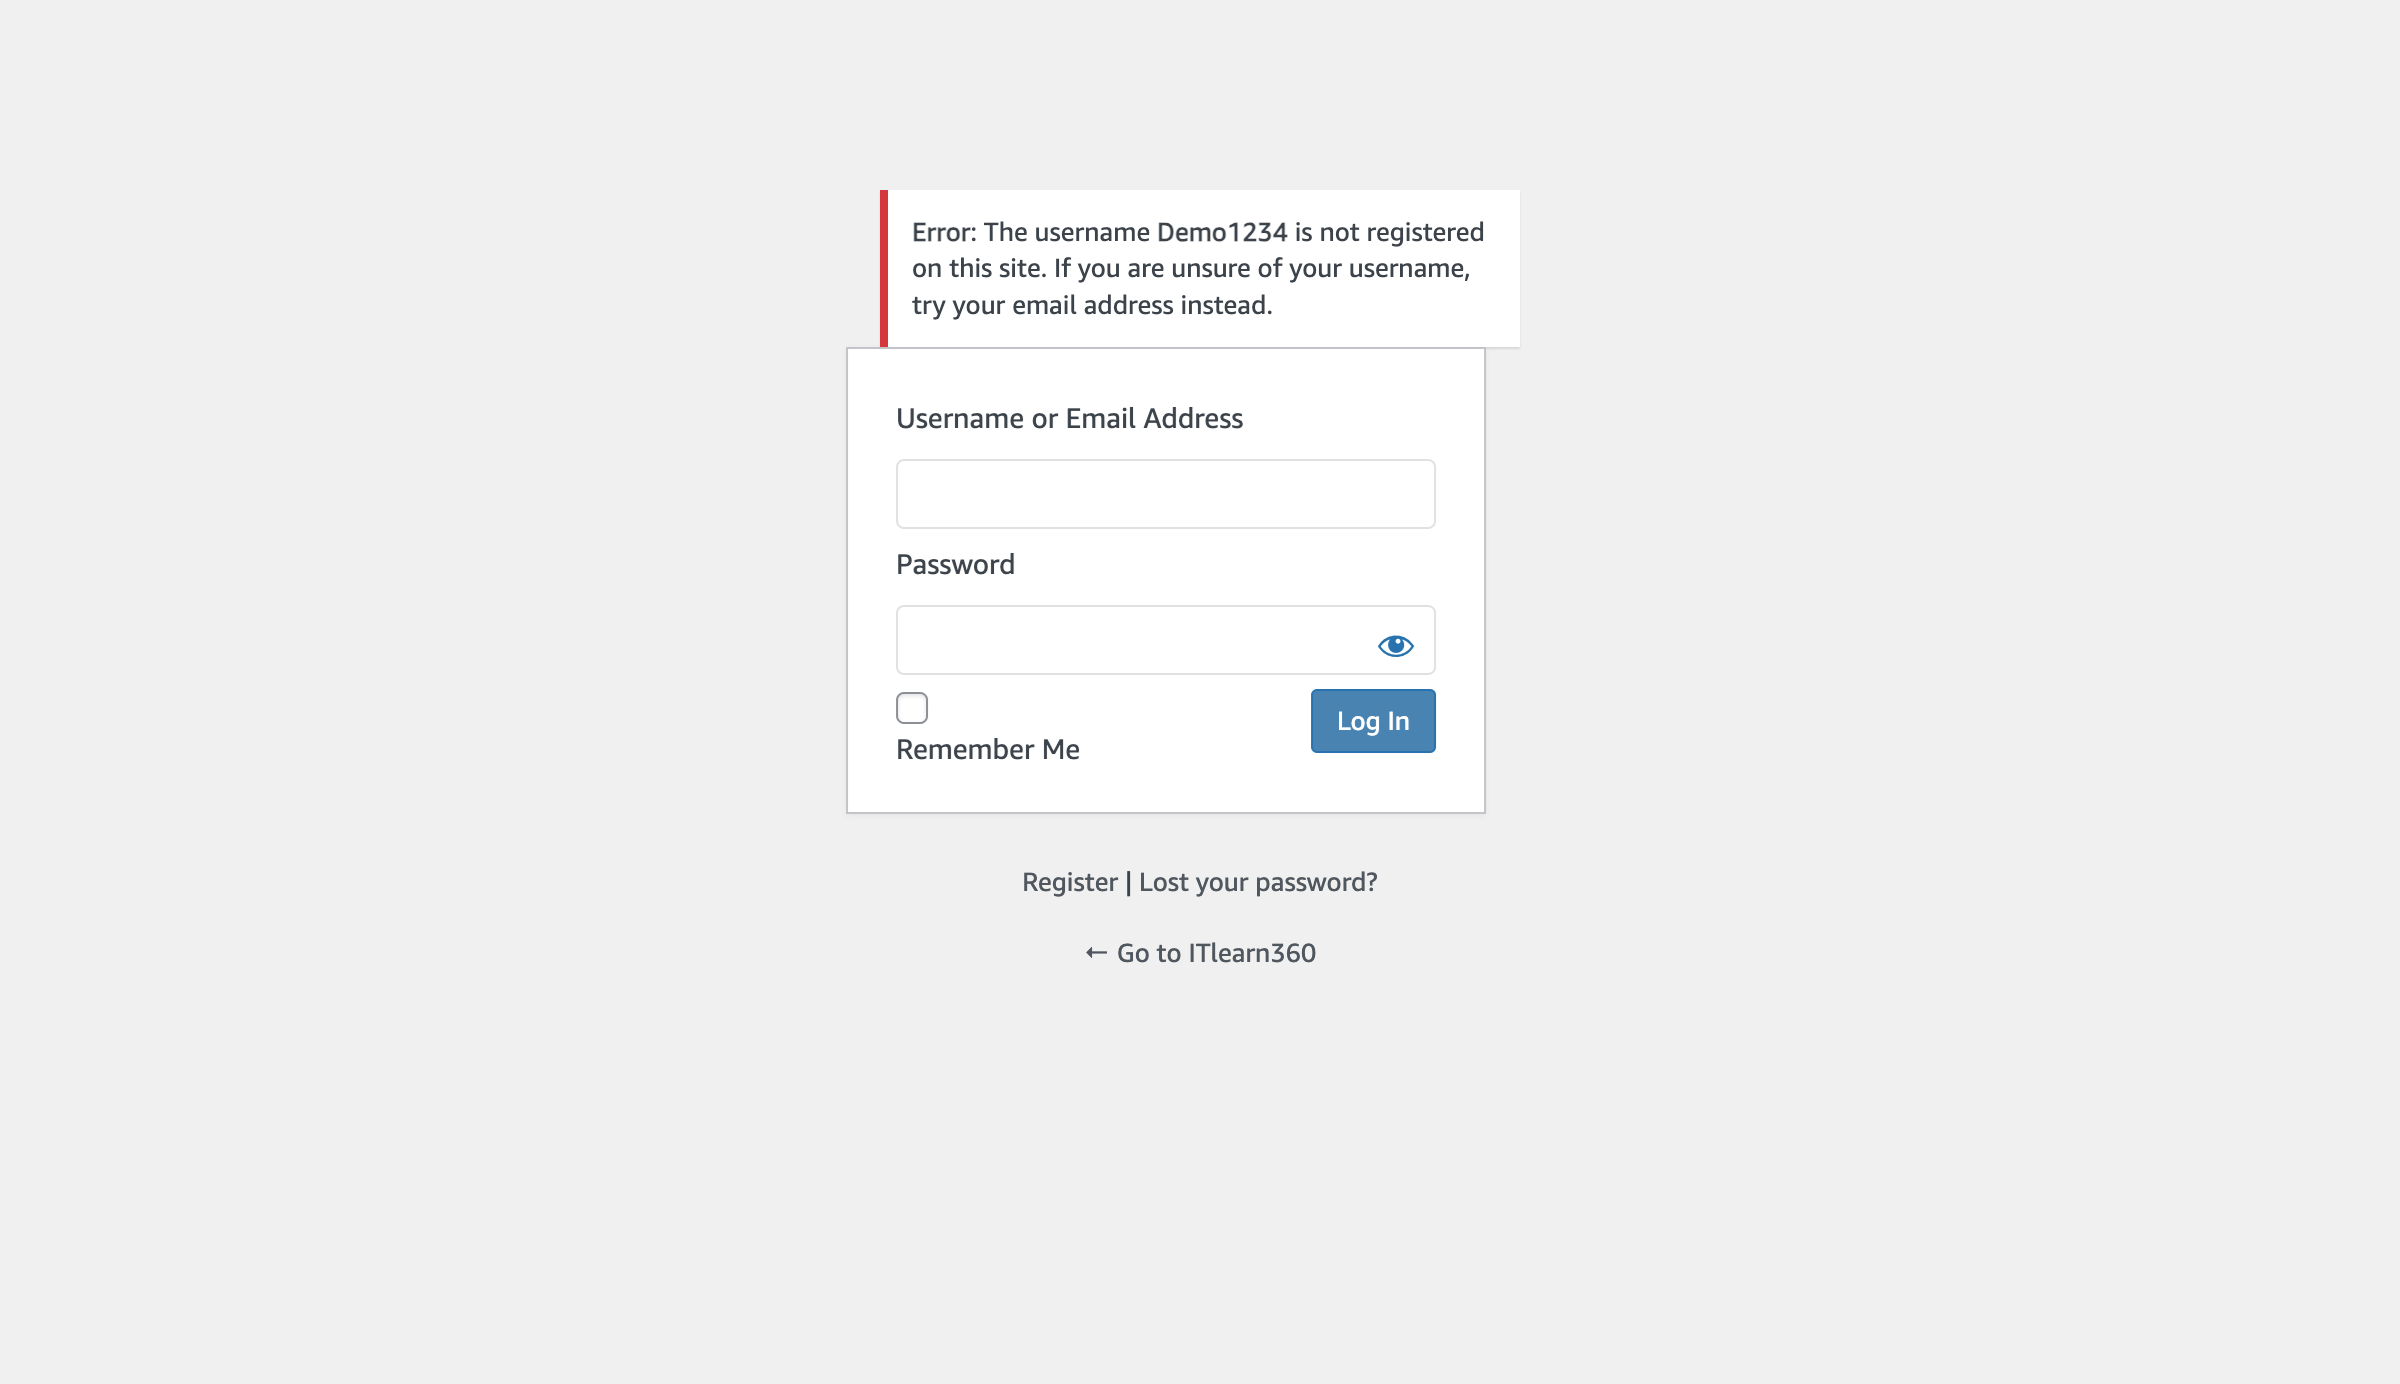 Error: The username Demo1234 is not registered
on this site. If you are unsure of your username,
try your email address instead.
Username or Email Address
Password
Remember Me
Log In
Register | Lost your password?
← Go to ITlearn360